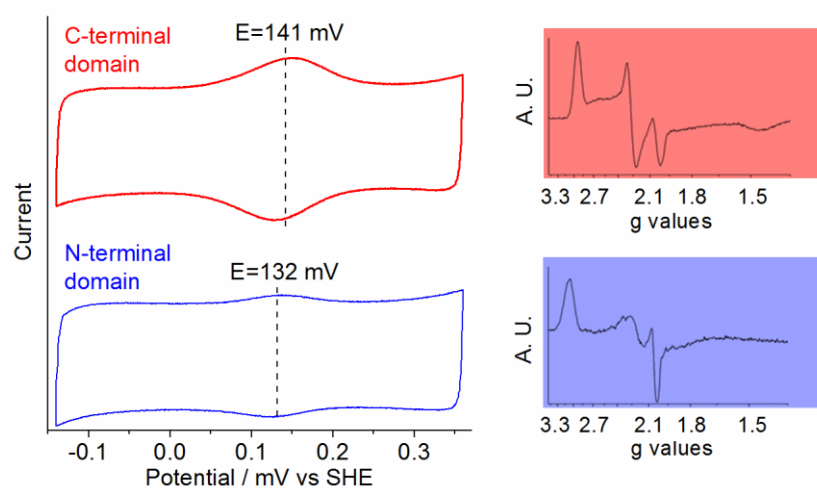 C-terminal
domain
E=141 mV
N-terminal
domain
E=132 mV
Current
-0.1 0.0 0.1 0.2 0.3
Potential / mV vs SHE
A. U.
3.3 2.7 2.1 1.8 1.5
g values
A. U.
3.3 2.7 2.1 1.8 1.5
g values